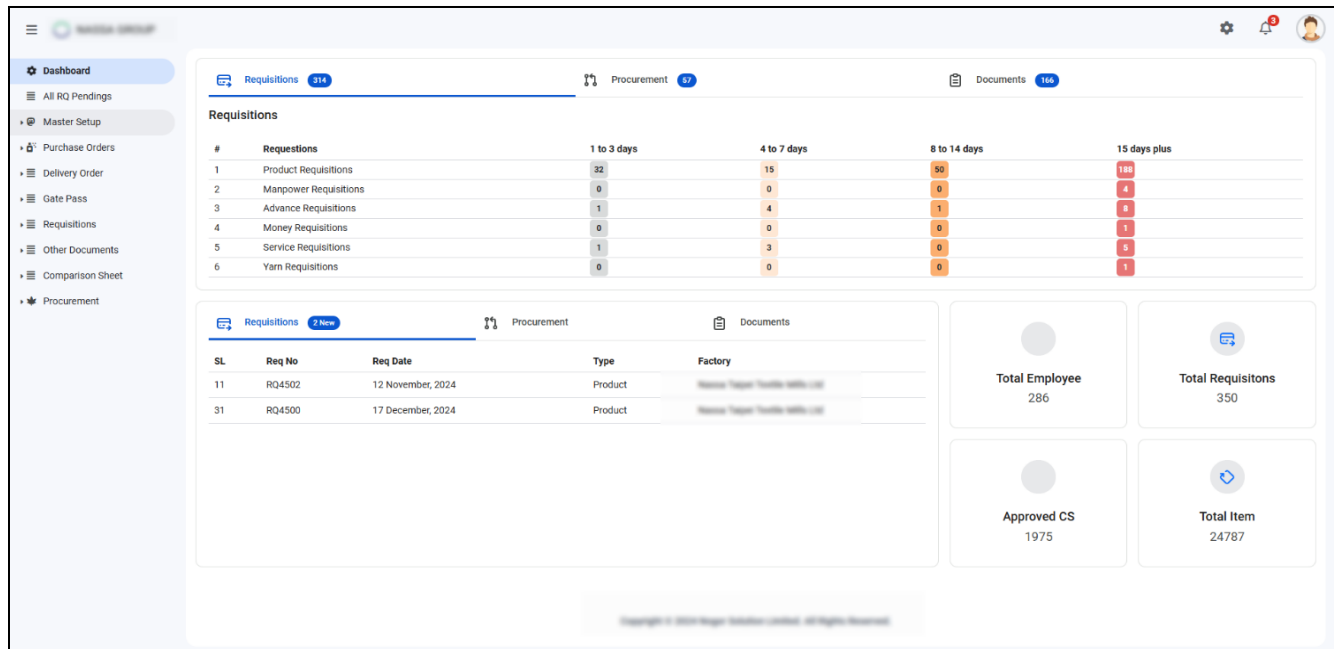 3
Dashboard
All RQ Pendings
Master Setup
Purchase Orders
Delivery Order
Gate Pass
Requisitions
Other Documents
Comparison Sheet
Procurement
Requisitions 314 Procurement 57 Documents 166
Requisitions
# Requestions 1 to 3 days 4 to 7 days 8 to 14 days 15 days plus
1 Product Requisitions 32 15 50 188
2 Manpower Requisitions 0 0 0 4
3 Advance Requisitions 1 4 1 8
4 Money Requisitions 0 0 0 1
5 Service Requisitions 1 3 0 5
6 Yarn Requisitions 0 0 0 1
Requisitions 2 New Procurement Documents
SL Req No Req Date Type Factory
11 RQ4502 12 November, 2024 Product
31 RQ4500 17 December, 2024 Product
Total Employee
286
Total Requisitons
350
Approved CS
1975
Total Item
24787